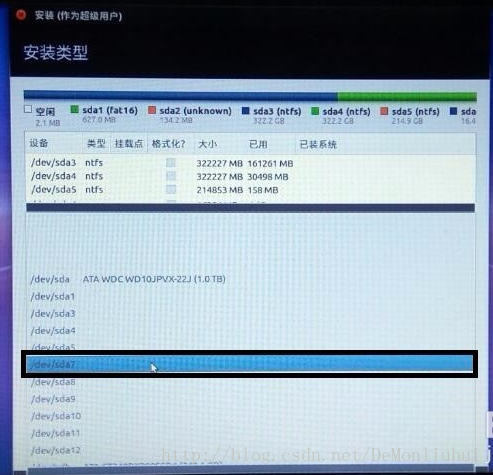 安装 (作为超级用户)
安装类型
空闲 sda1 (fat16) sda2 (unknown) sda3 (ntfs) sda4 (ntfs) sda5 (ntfs) sda
2.1 MB 627.0 MB 134.2 MB 322.2 GB 322.2 GB 214.9 GB 16.4
设备 类型 挂载点 格式化? 大小 已用 已装系统
/dev/sda3 ntfs 322227 MB 161261 MB
/dev/sda4 ntfs 322227 MB 30498 MB
/dev/sda5 ntfs 214853 MB 158 MB
/dev/sda ATA WDC WD10JPVX-22J (1.0 TB)
/dev/sda1
/dev/sda3
/dev/sda4
/dev/sda5
/dev/sda7
/dev/sda8
/dev/sda9
/dev/sda10
/dev/sda11
/dev/sda12
http://blog.csdn.net/DeMonliuhui